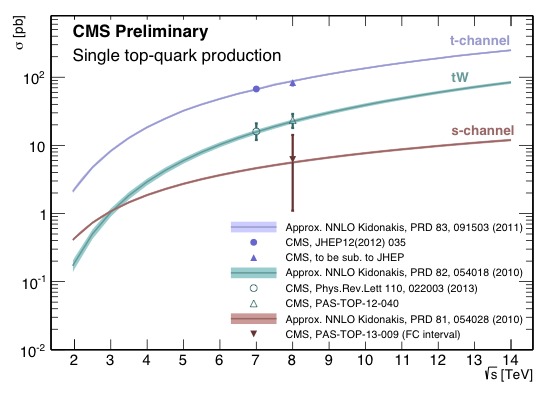 CMS Preliminary
Single top-quark production
σ [pb]
t-channel
tW
s-channel
10²
10
1
10⁻¹
10⁻²
Approx. NNLO Kidonakis, PRD 83, 091503 (2011)
CMS, JHEP12(2012) 035
CMS, to be sub. to JHEP
Approx. NNLO Kidonakis, PRD 82, 054018 (2010)
CMS, Phys.Rev.Lett 110, 022003 (2013)
CMS, PAS-TOP-12-040
Approx. NNLO Kidonakis, PRD 81, 054028 (2010)
CMS, PAS-TOP-13-009 (FC interval)
2 3 4 5 6 7 8 9 10 11 12 13 14
√s [TeV]